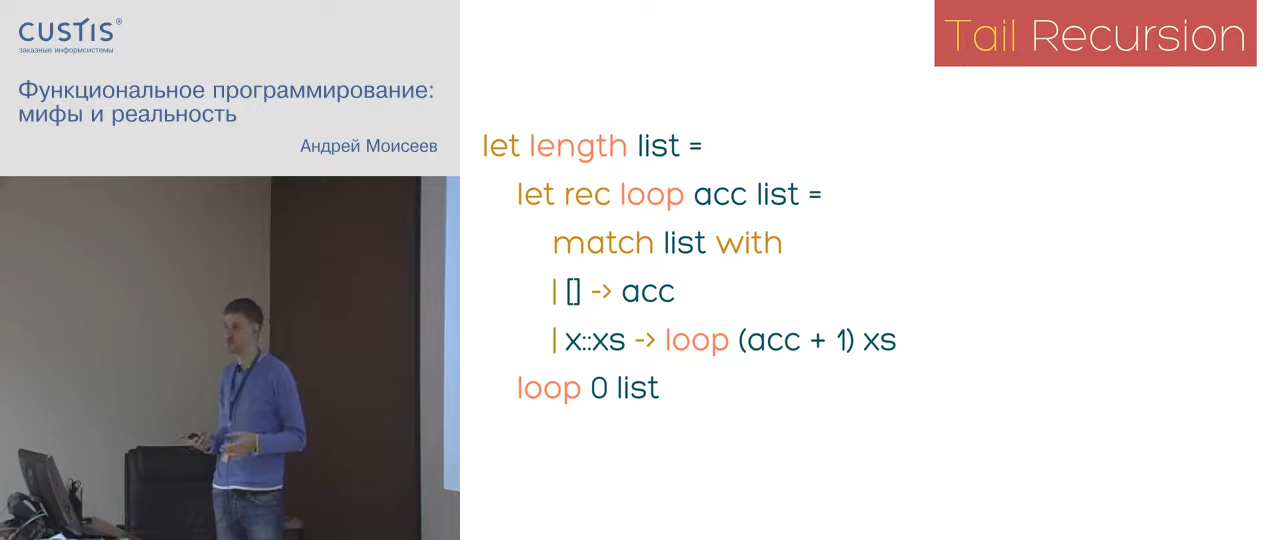 CUSTIS®
заказные информсистемы
Функциональное программирование:
мифы и реальность
Андрей Моисеев
Tail Recursion
let length list =
let rec loop acc list =
match list with
| [] -> acc
| x::xs -> loop (acc + 1) xs
loop 0 list